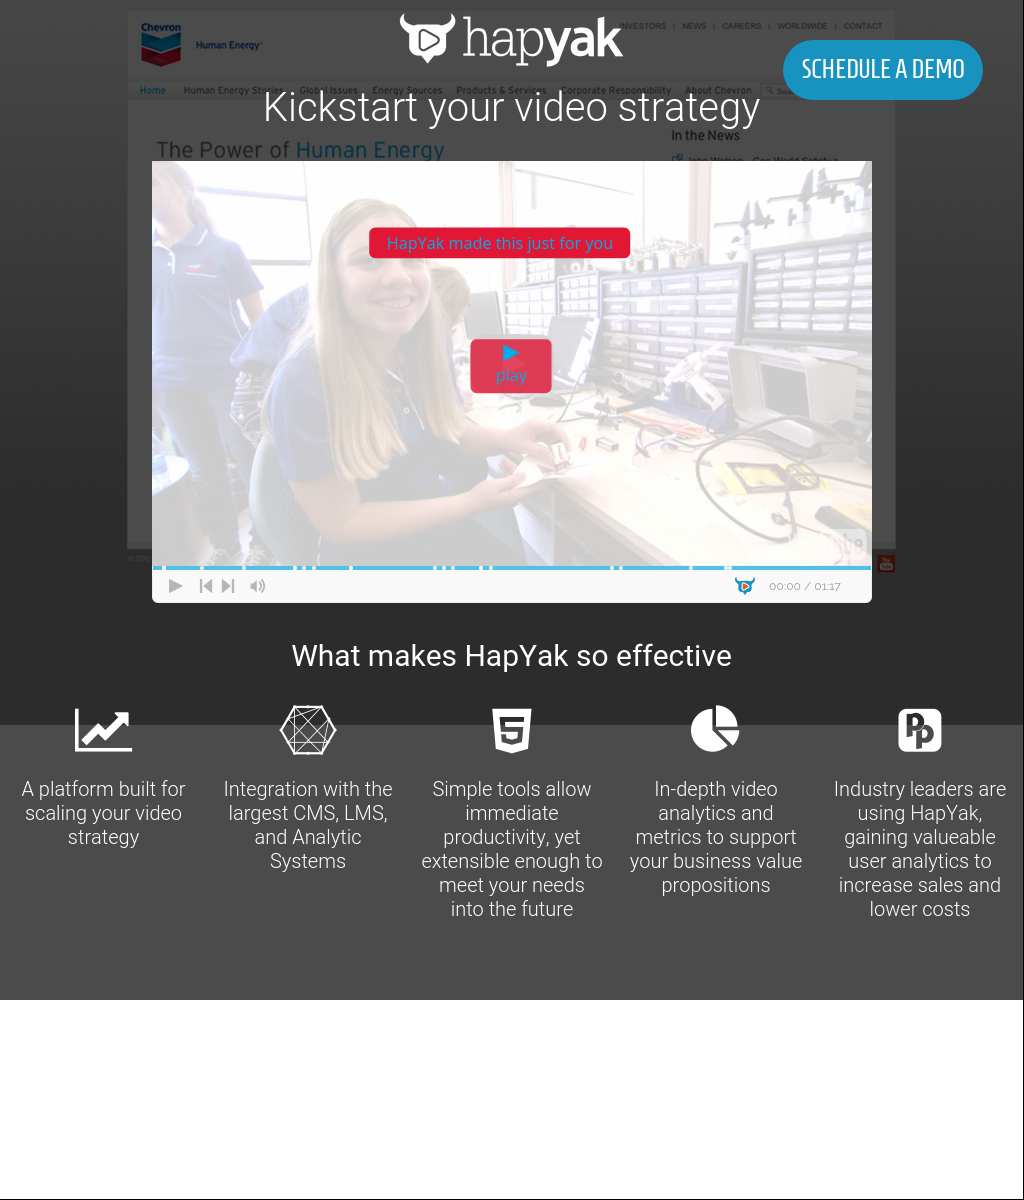 Chevron
Human Energy®
INVESTORS | NEWS | CAREERS | WORLDWIDE | CONTACT
hapyak
SCHEDULE A DEMO
Home Human Energy Stories Global Issues Energy Sources Products & Services Corporate Responsibility About Chevron
Kickstart your video strategy
In the News
The Power of Human Energy
HapYak made this just for you
play
00:00 / 01:17
What makes HapYak so effective
A platform built for
scaling your video
strategy
Integration with the
largest CMS, LMS,
and Analytic
Systems
Simple tools allow
immediate
productivity, yet
extensible enough to
meet your needs
into the future
In-depth video
analytics and
metrics to support
your business value
propositions
Industry leaders are
using HapYak,
gaining valueable
user analytics to
increase sales and
lower costs